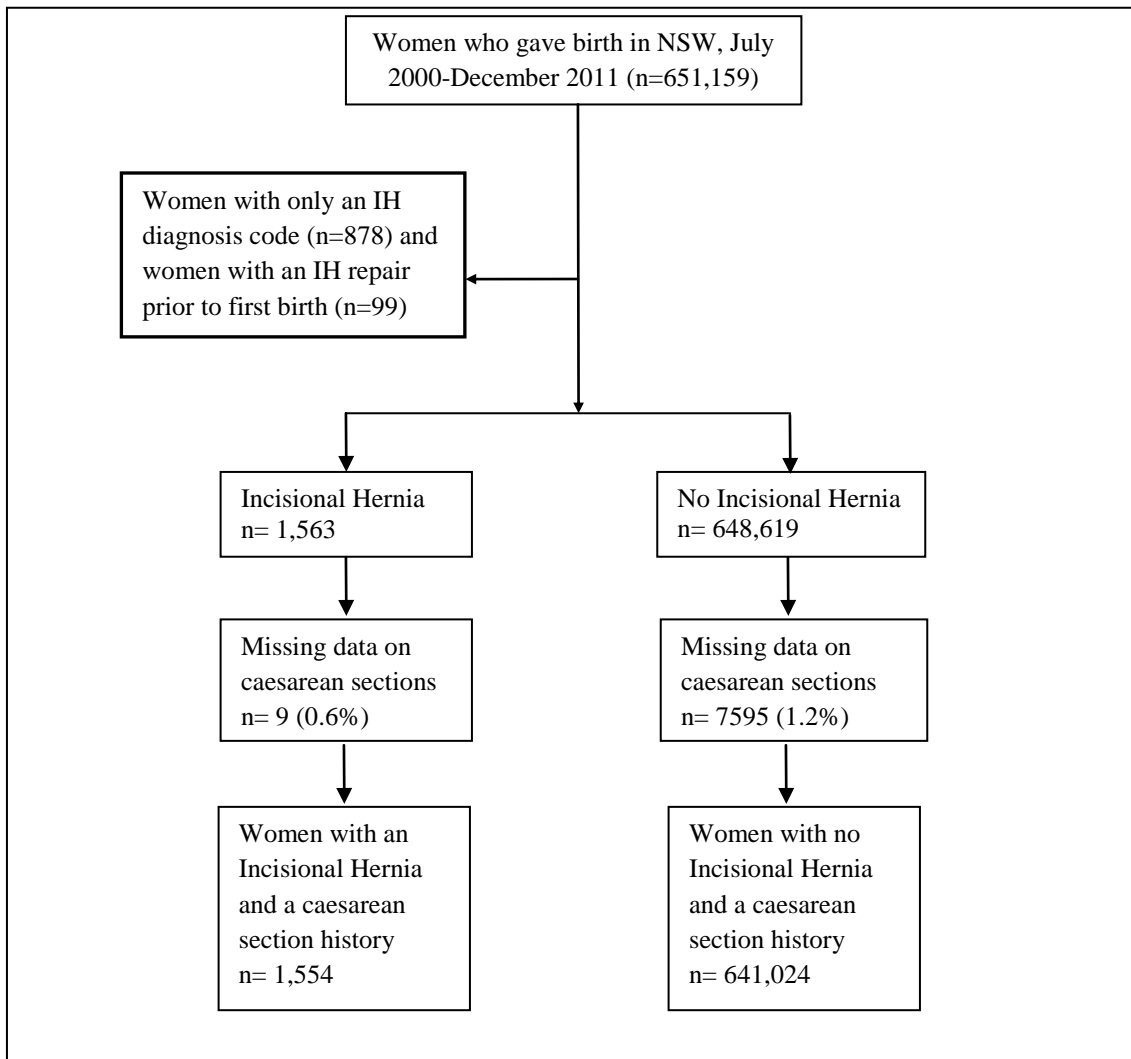 Women who gave birth in NSW, July
2000-December 2011 (n=651,159)
Women with only an IH
diagnosis code (n=878) and
women with an IH repair
prior to first birth (n=99)
Incisional Hernia
n= 1,563
No Incisional Hernia
n= 648,619
Missing data on
caesarean sections
n= 9 (0.6%)
Missing data on
caesarean sections
n= 7595 (1.2%)
Women with an
Incisional Hernia
and a caesarean
section history
n= 1,554
Women with no
Incisional Hernia
and a caesarean
section history
n= 641,024